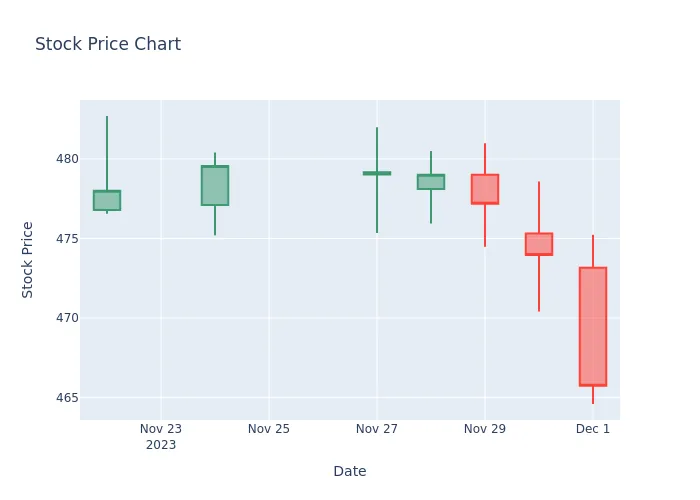 Stock Price Chart
Stock Price
480
475
470
465
Nov 23
2023
Nov 25
Nov 27
Nov 29
Dec 1
Date